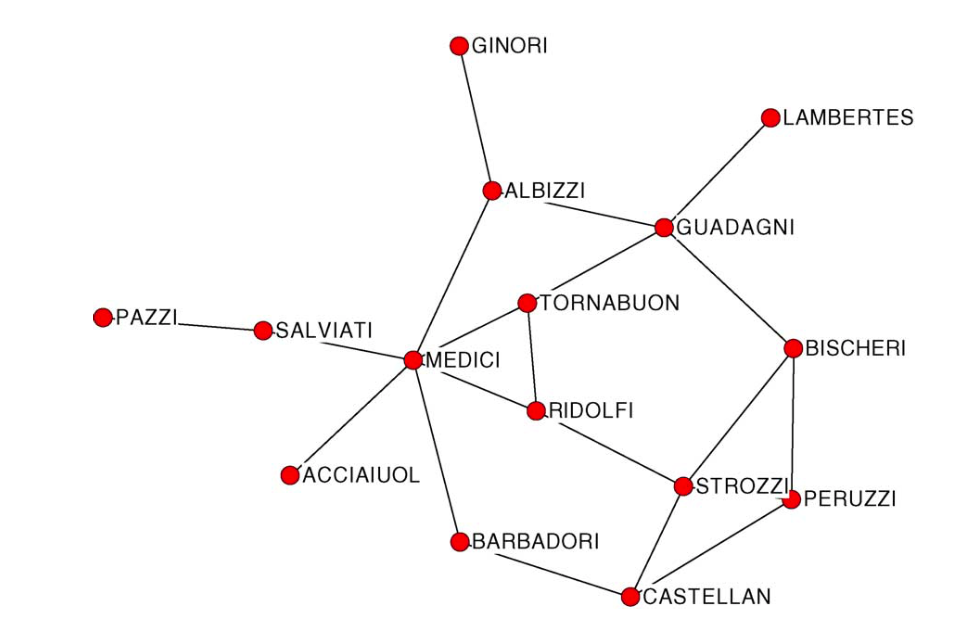 GINORI
LAMBERTES
ALBIZZI
GUADAGNI
TORNABUON
PAZZI
SALVIATI
BISCHERI
MEDICI
RIDOLFI
ACCIAIUOL
STROZZI
PERUZZI
BARBADORI
CASTELLAN